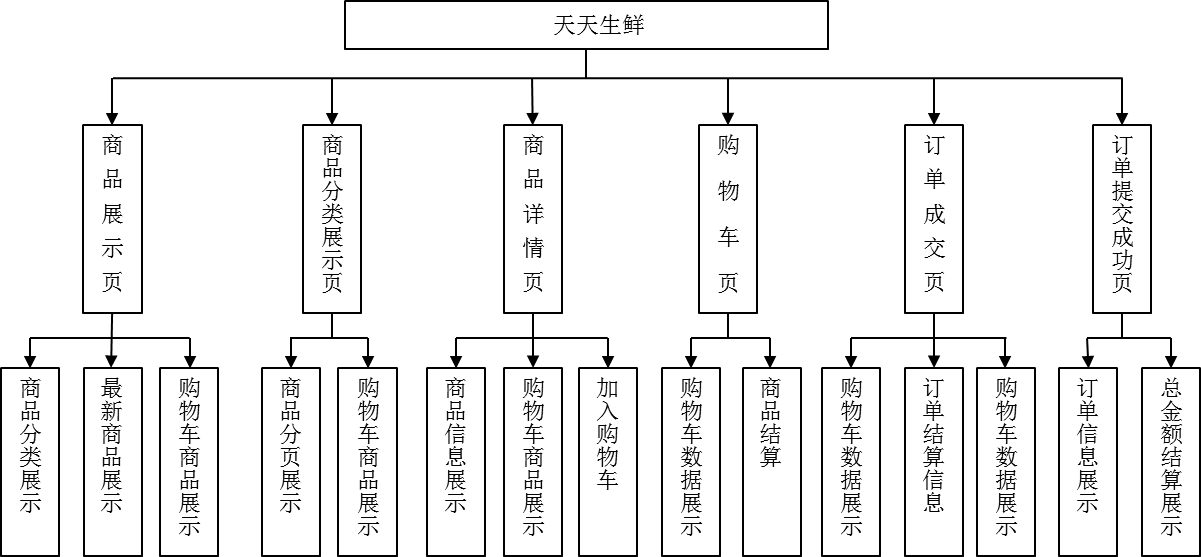 天天生鲜
商品展示页
商品分类展示页
商品详情页
购物车页
订单成交页
订单提交成功页
商品分类展示
最新商品展示
购物车商品展示
商品分页展示
购物车商品展示
商品信息展示
购物车商品展示
加入购物车
购物车数据展示
商品结算
购物车数据展示
订单结算信息
购物车数据展示
订单信息展示
总金额结算展示